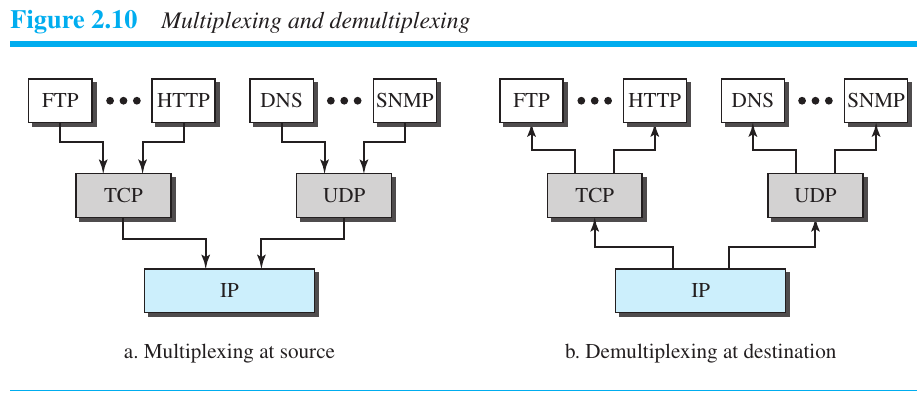 Figure 2.10 Multiplexing and demultiplexing
FTP ••• HTTP DNS ••• SNMP
TCP UDP
IP
a. Multiplexing at source
FTP ••• HTTP DNS ••• SNMP
TCP UDP
IP
b. Demultiplexing at destination